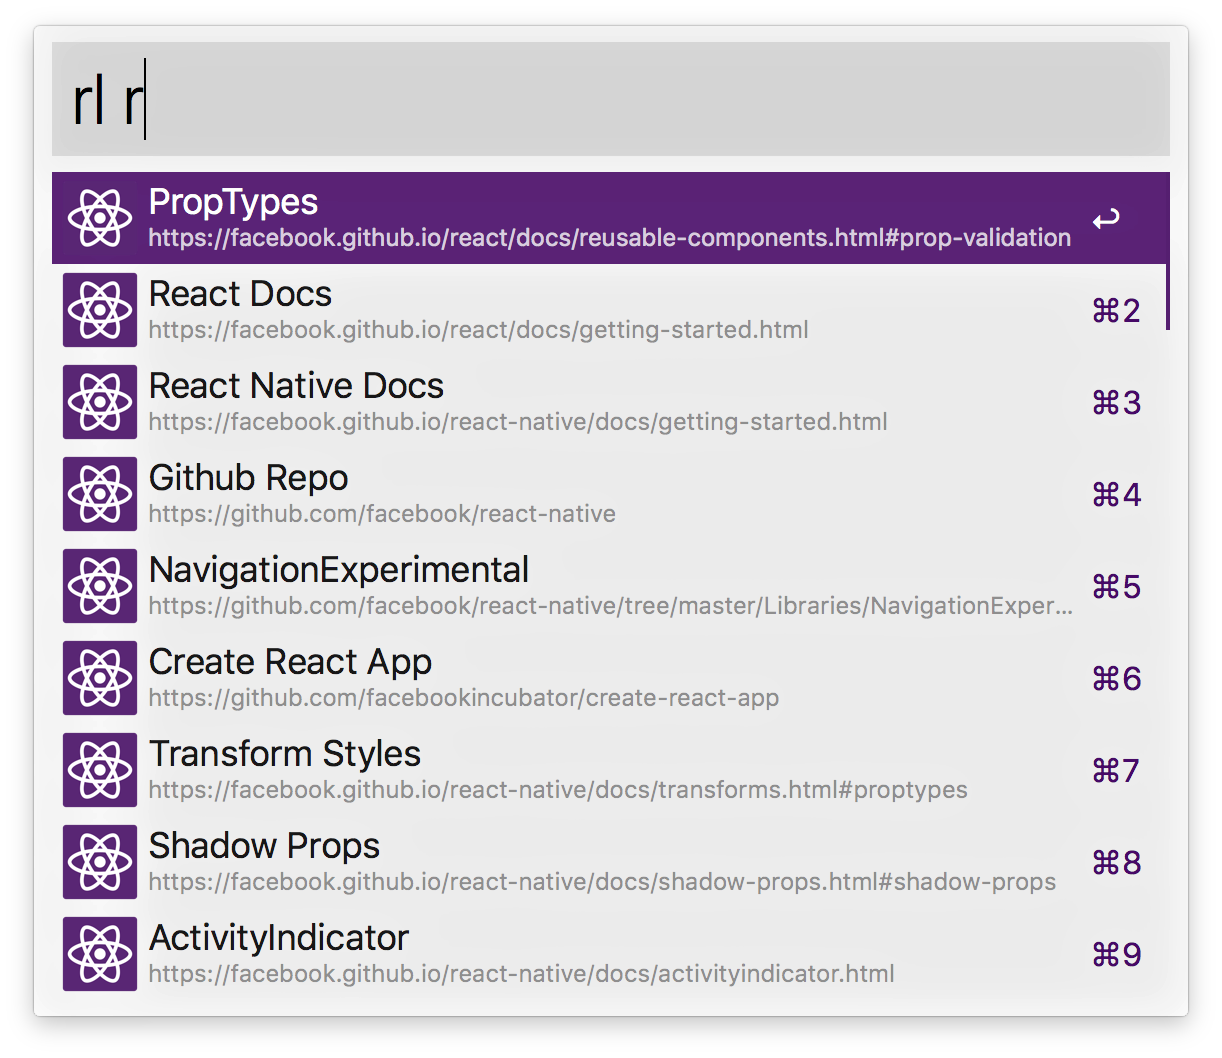 rl r
PropTypes
https://facebook.github.io/react/docs/reusable-components.html#prop-validation
React Docs
https://facebook.github.io/react/docs/getting-started.html
⌘2
React Native Docs
https://facebook.github.io/react-native/docs/getting-started.html
⌘3
Github Repo
https://github.com/facebook/react-native
⌘4
NavigationExperimental
https://github.com/facebook/react-native/tree/master/Libraries/NavigationExper...
⌘5
Create React App
https://github.com/facebookincubator/create-react-app
⌘6
Transform Styles
https://facebook.github.io/react-native/docs/transforms.html#proptypes
⌘7
Shadow Props
https://facebook.github.io/react-native/docs/shadow-props.html#shadow-props
⌘8
ActivityIndicator
https://facebook.github.io/react-native/docs/activityindicator.html
⌘9